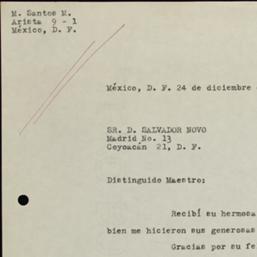 M. Santos M.
Arista 9 - 1
México, D. F.
México, D. F. 24 de diciembre
SR. D. SALVADOR NOVO
Madrid No. 13
Coyoacán 21, D. F.
Distinguido Maestro;
Recibí su hermosa
bien me hicieron sus generosas
Gracias por su fe